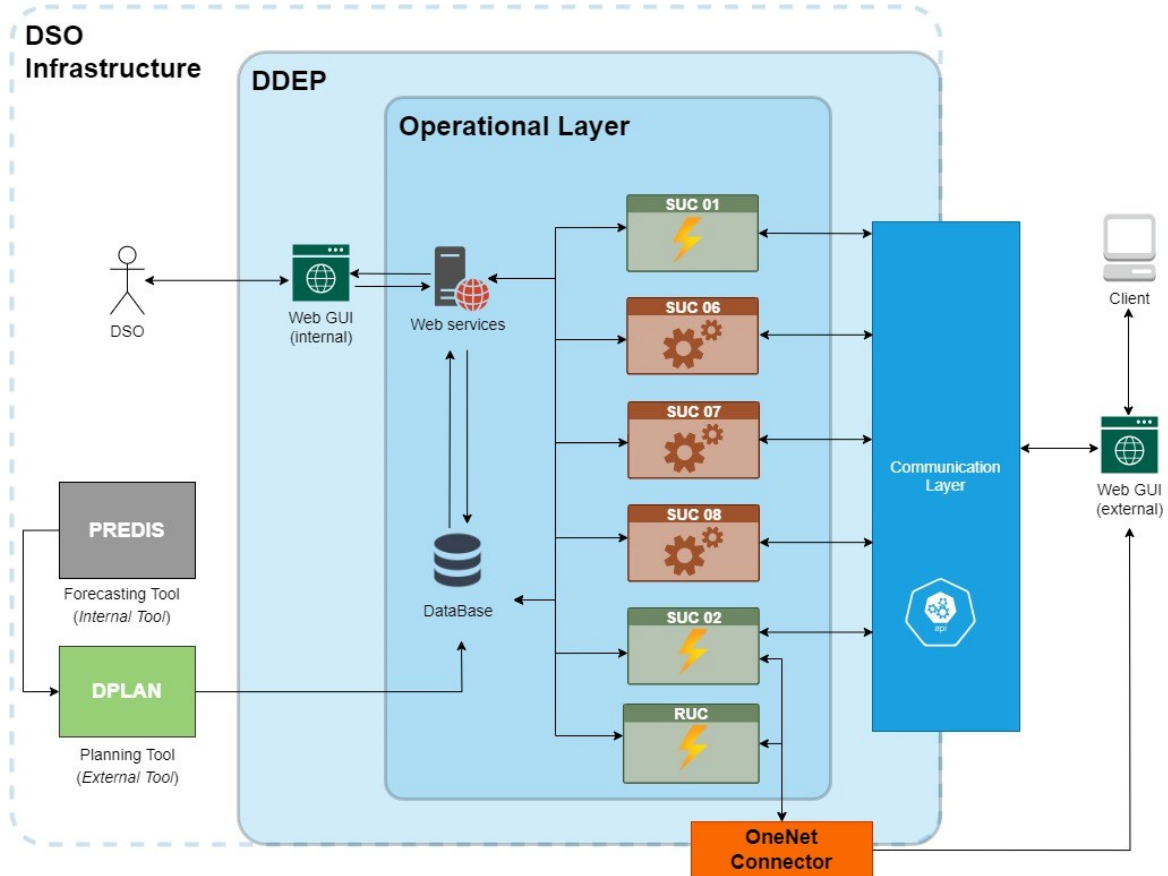 DSO
Infrastructure
DDEP
Operational Layer
SUC 01
SUC 06
SUC 07
SUC 08
SUC 02
RUC
DSO
Web GUI
(internal)
Web services
DataBase
PREDIS
Forecasting Tool
(Internal Tool)
DPLAN
Planning Tool
(External Tool)
Communication
Layer
api
Client
Web GUI
(external)
OneNet
Connector